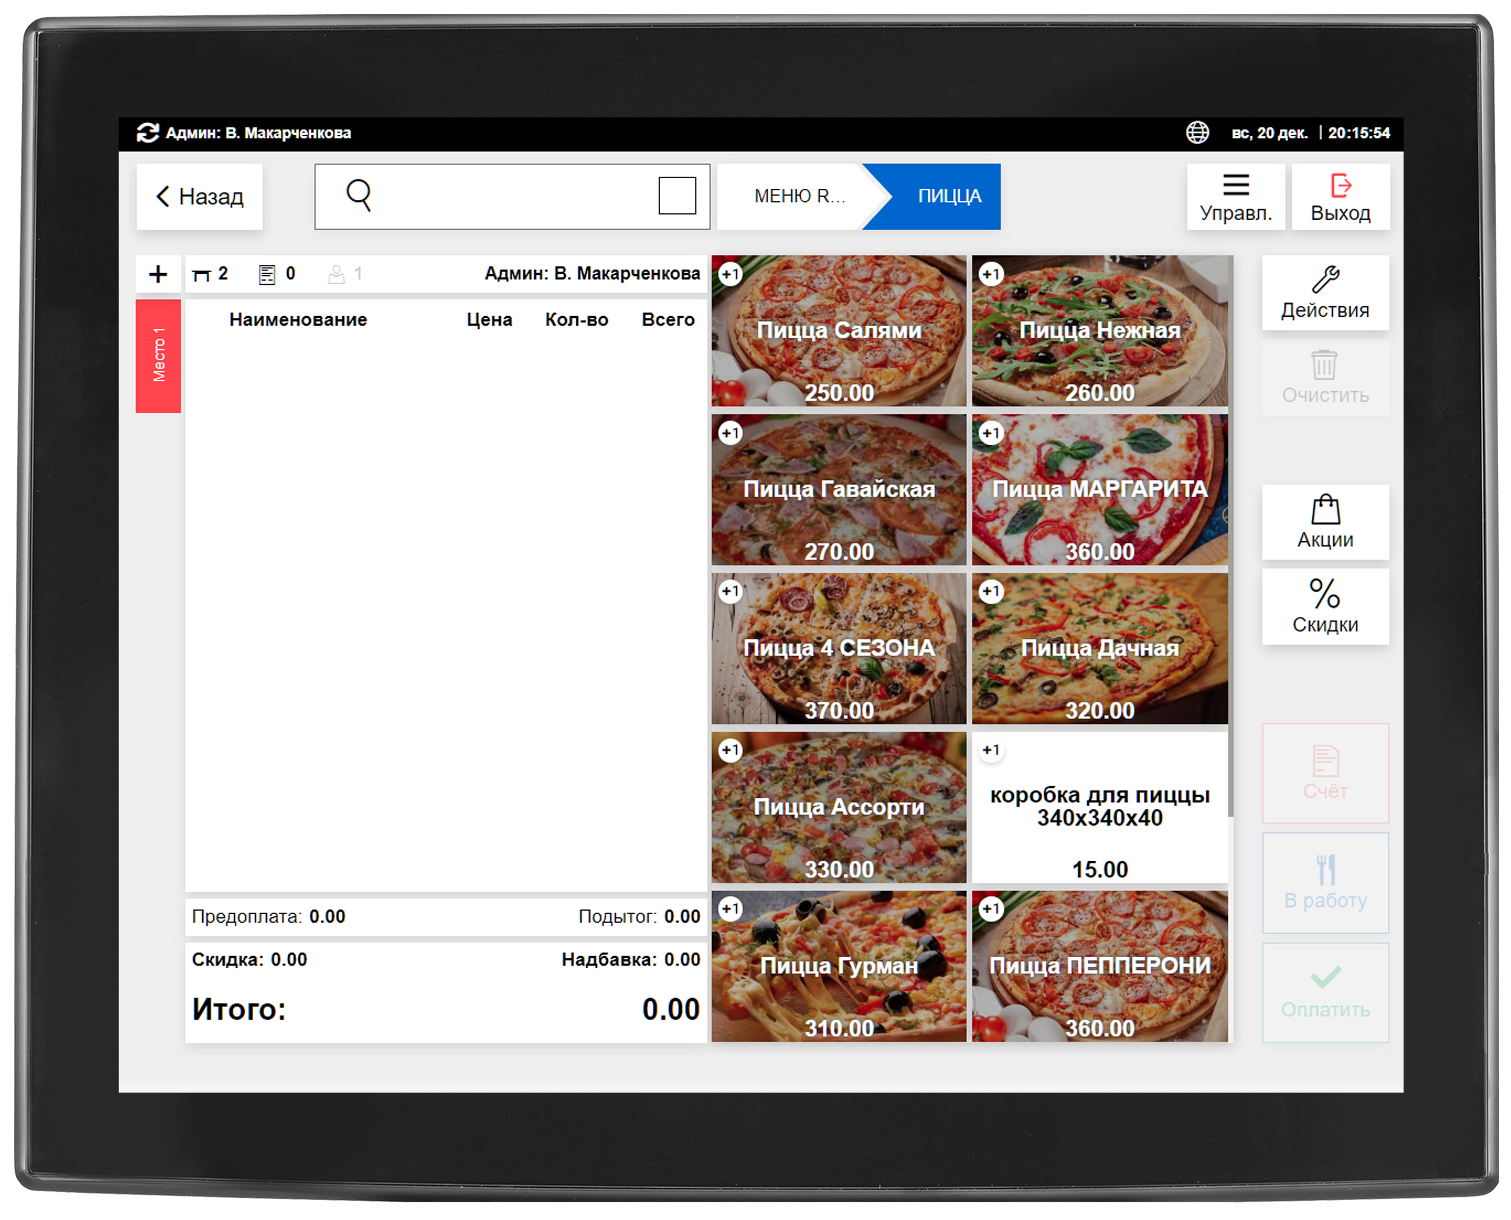 Админ: В. Макарченкова
вс, 20 дек. | 20:15:54
Назад
МЕНЮ R...
ПИЦЦА
Управл.
Выход
+
2
0
1
Админ: В. Макарченкова
Место 1
Наименование Цена Кол-во Всего
+1
Пицца Салями
250.00
+1
Пицца Нежная
260.00
+1
Пицца Гавайская
270.00
+1
Пицца МАРГАРИТА
360.00
+1
Пицца 4 СЕЗОНА
370.00
+1
Пицца Дачная
320.00
+1
Пицца Ассорти
330.00
+1
коробка для пиццы
340х340х40
15.00
+1
Пицца Гурман
310.00
+1
Пицца ПЕППЕРОНИ
360.00
Действия
Очистить
Акции
%
Скидки
Счёт
В работу
Оплатить
Предоплата: 0.00
Подытог: 0.00
Скидка: 0.00
Надбавка: 0.00
Итого:
0.00